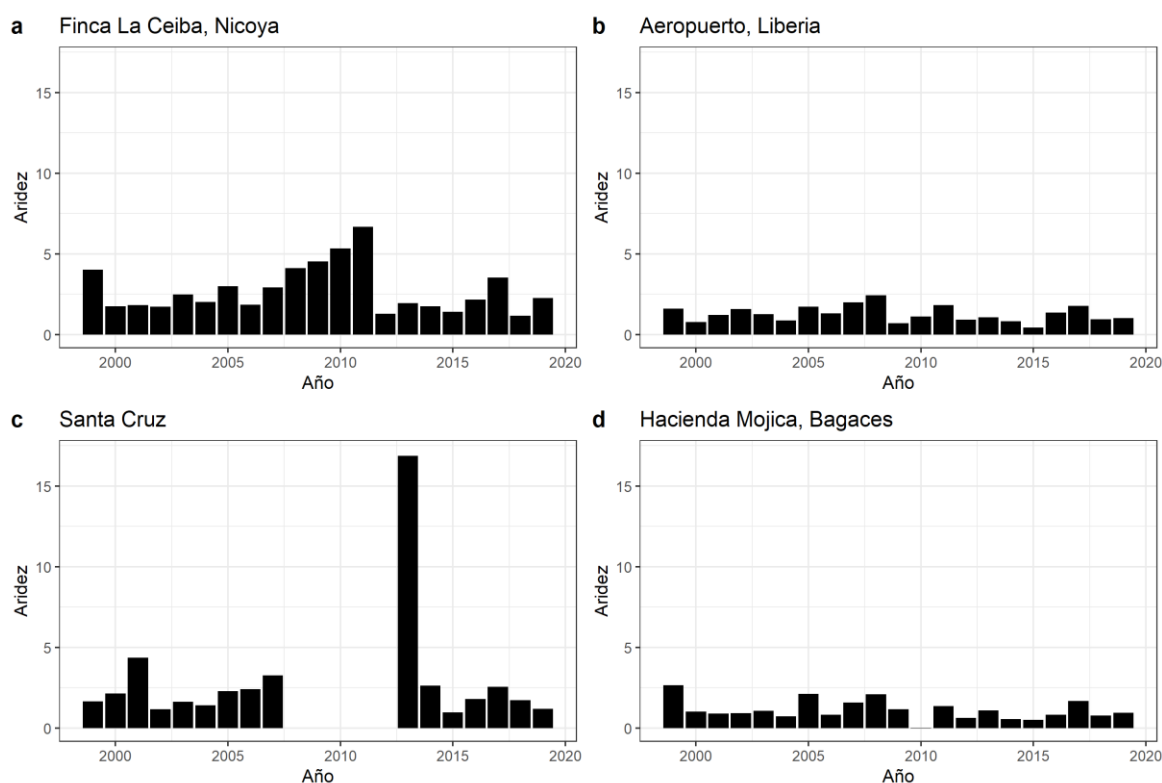 a Finca La Ceiba, Nicoya
15
10
5
0
Aridez
2000 2005 2010 2015 2020
Año
b Aeropuerto, Liberia
15
10
5
0
Aridez
2000 2005 2010 2015 2020
Año
c Santa Cruz
15
10
5
0
Aridez
2000 2005 2010 2015 2020
Año
d Hacienda Mojica, Bagaces
15
10
5
0
Aridez
2000 2005 2010 2015 2020
Año